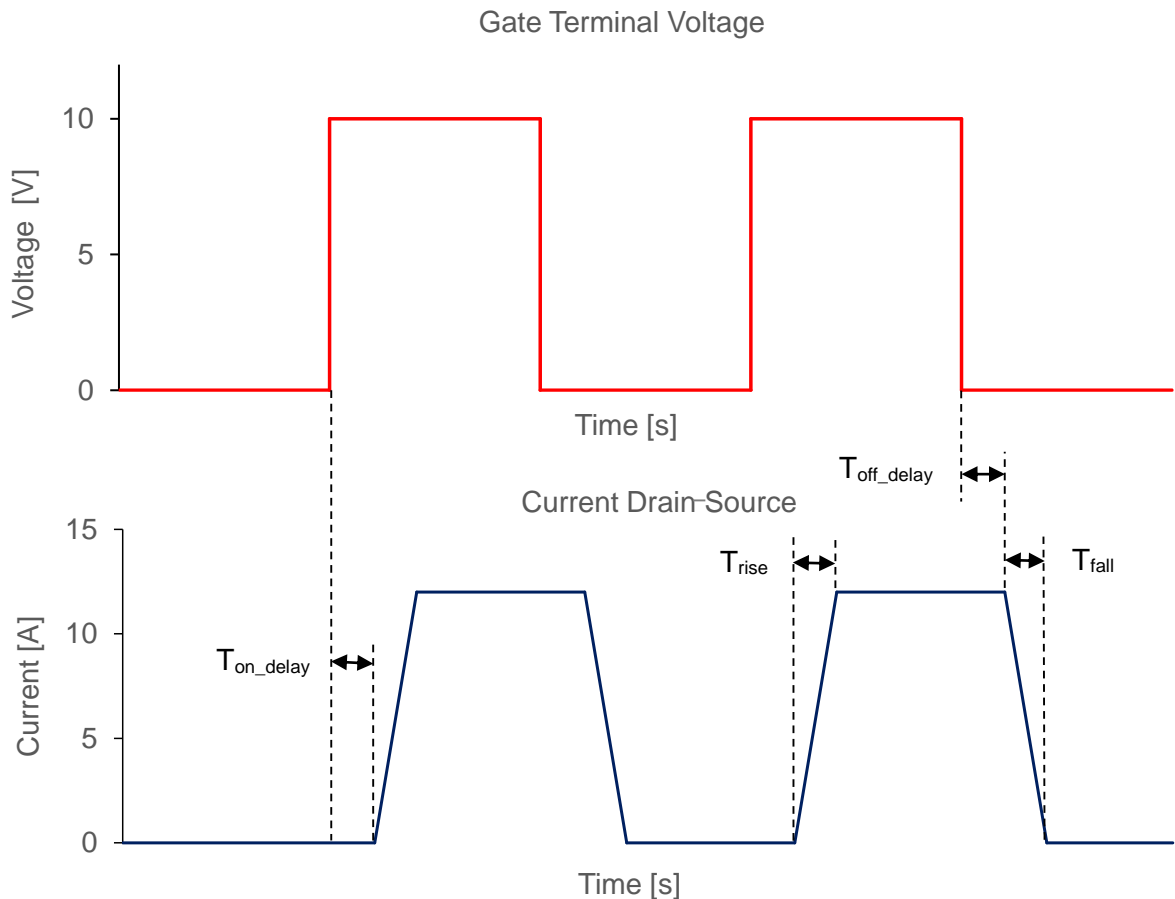 Gate Terminal Voltage
Voltage [V]
10
5
0
Time [s]
Toff_delay
Current Drain-Source
Current [A]
15
10
5
0
Trise
Tfall
Ton_delay
Time [s]